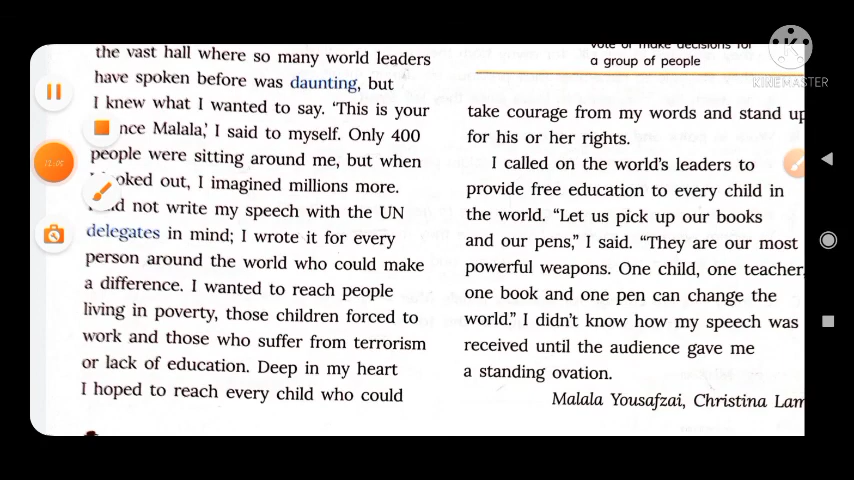 the vast hall where so many world leaders
have spoken before was daunting, but
I knew what I wanted to say. 'This is your
nce Malala,' I said to myself. Only 400
people were sitting around me, but when
ooked out, I imagined millions more.
not write my speech with the UN
delegates in mind; I wrote it for every
person around the world who could make
a difference. I wanted to reach people
living in poverty, those children forced to
work and those who suffer from terrorism
or lack of education. Deep in my heart
I hoped to reach every child who could
vote or make decisions for
a group of people
take courage from my words and stand up
for his or her rights.
I called on the world's leaders to
provide free education to every child in
the world. "Let us pick up our books
and our pens," I said. "They are our most
powerful weapons. One child, one teacher,
one book and one pen can change the
world." I didn't know how my speech was
received until the audience gave me
a standing ovation.
Malala Yousafzai, Christina Lam
KINEMASTER